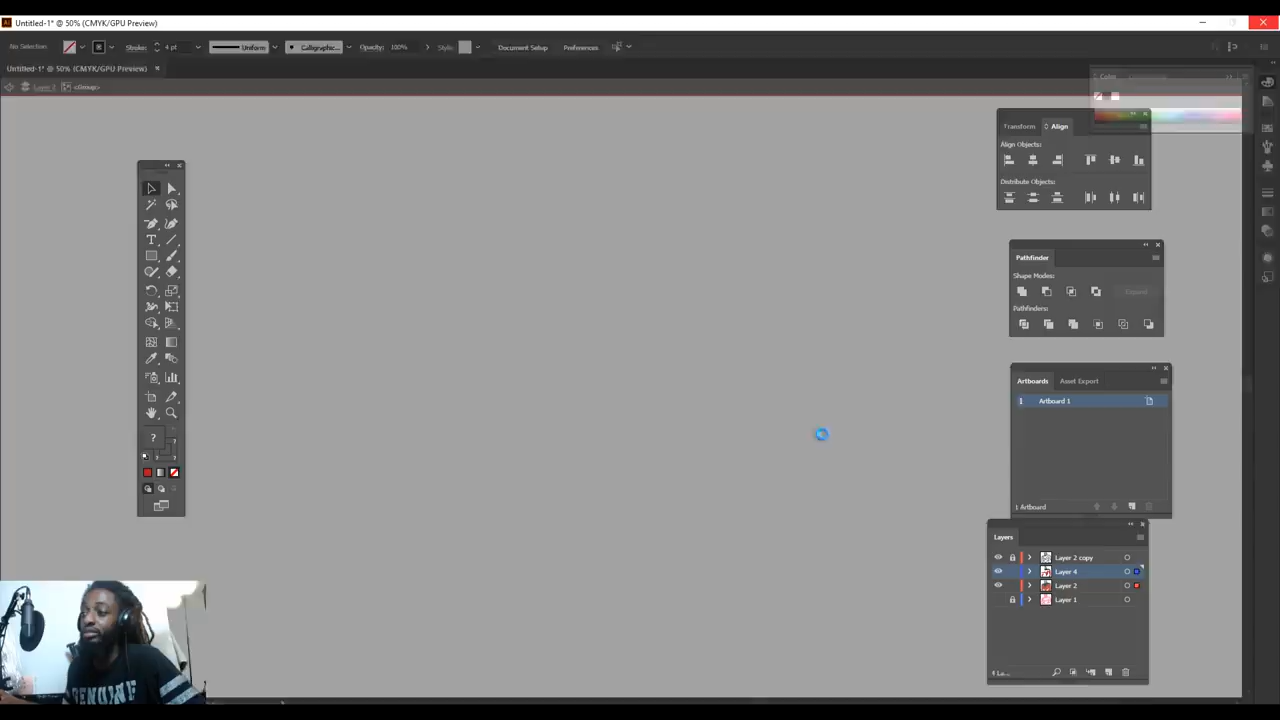 Untitled-1* @ 50% (CMYK/GPU Preview)
No Selection
Stroke:
4 pt
Uniform
Calligraphic...
Opacity:
100%
Style:
Document Setup
Preferences
Untitled-1* @ 50% (CMYK/GPU Preview)
Layer 2
<Group>
Color
Transform
Align
Align Objects:
Distribute Objects:
Pathfinder
Shape Modes:
Expand
Pathfinders:
Artboards
Asset Export
1
Artboard 1
1 Artboard
Layers
Layer 2 copy
Layer 4
Layer 2
Layer 1
4 La...
?
?
?
?
GENUINE